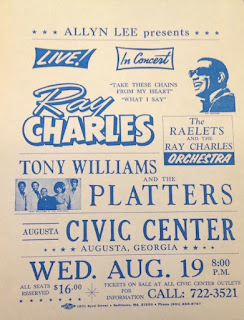 ★ ★ ★ ALLYN LEE presents ★ ★ ★
LIVE! In Concert
"TAKE THESE CHAINS
FROM MY HEART"
"WHAT I SAY"
Ray
CHARLES
The
RAELETS
AND THE
RAY CHARLES
ORCHESTRA
TONY WILLIAMS
AND THE
PLATTERS
AUGUSTA CIVIC CENTER
★ ★ ★ ★ AUGUSTA, GEORGIA ★ ★ ★ ★
WED. AUG. 19 8:00 P.M.
ALL SEATS RESERVED $16.00
TICKETS ON SALE AT ALL CIVIC CENTER OUTLETS
FOR INFORMATION CALL: 722-3521